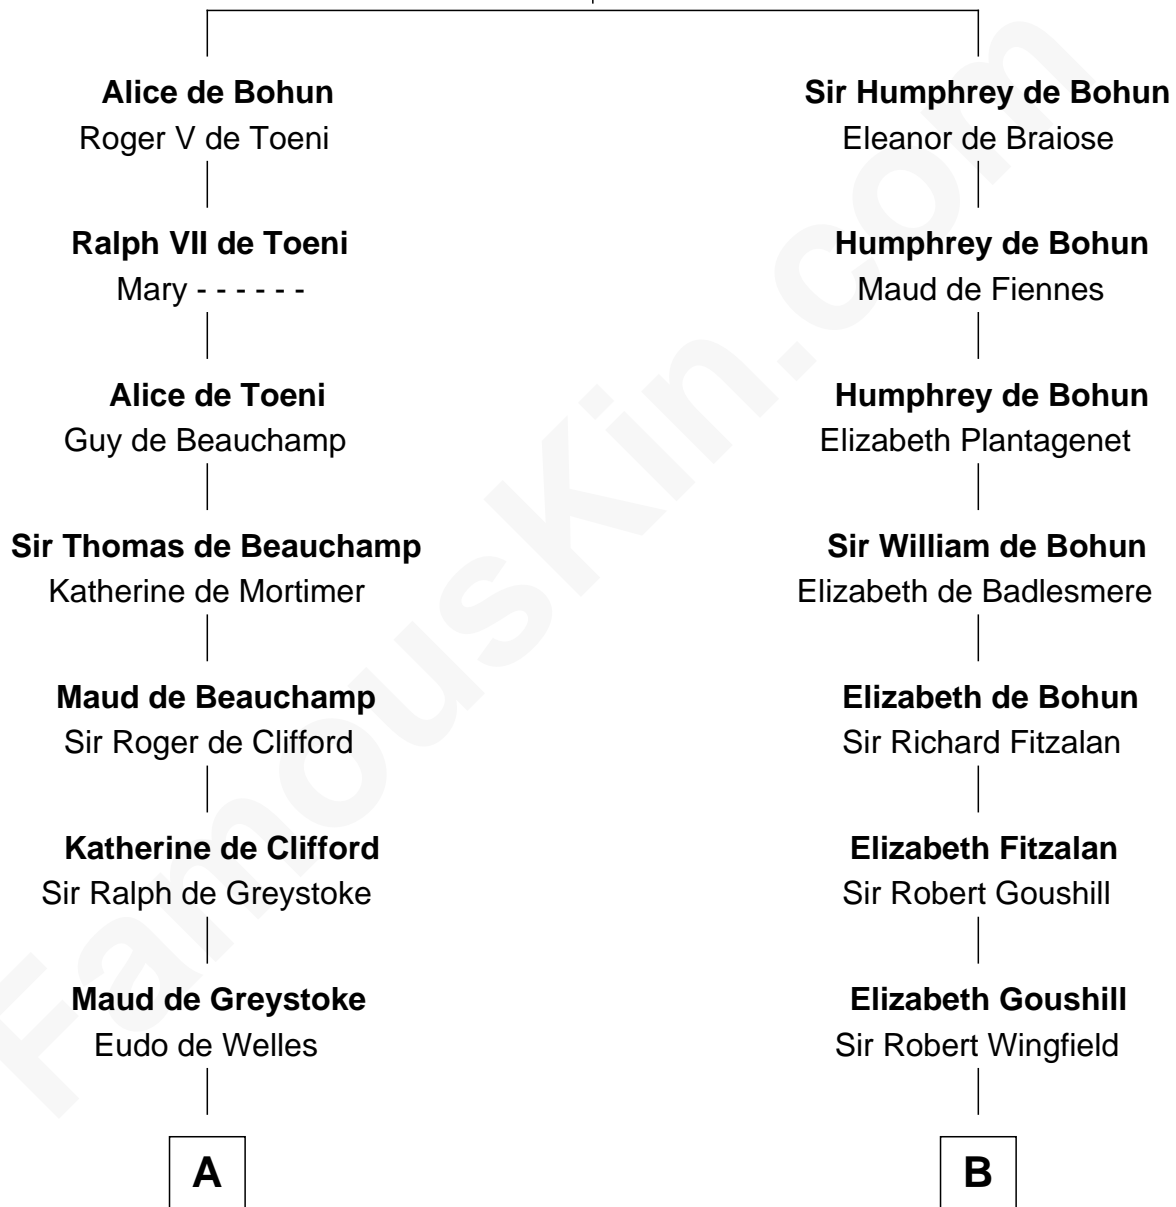 Alice de Bohun
Roger V de Toeni
Ralph VII de Toeni
Mary - - - - - -
Alice de Toeni
Guy de Beauchamp
Sir Thomas de Beauchamp
Katherine de Mortimer
Maud de Beauchamp
Sir Roger de Clifford
Katherine de Clifford
Sir Ralph de Greystoke
Maud de Greystoke
Eudo de Welles
A
Sir Humphrey de Bohun
Eleanor de Braiose
Humphrey de Bohun
Maud de Fiennes
Humphrey de Bohun
Elizabeth Plantagenet
Sir William de Bohun
Elizabeth de Badlesmere
Elizabeth de Bohun
Sir Richard Fitzalan
Elizabeth Fitzalan
Sir Robert Goushill
Elizabeth Goushill
Sir Robert Wingfield
B
FamousKin.com